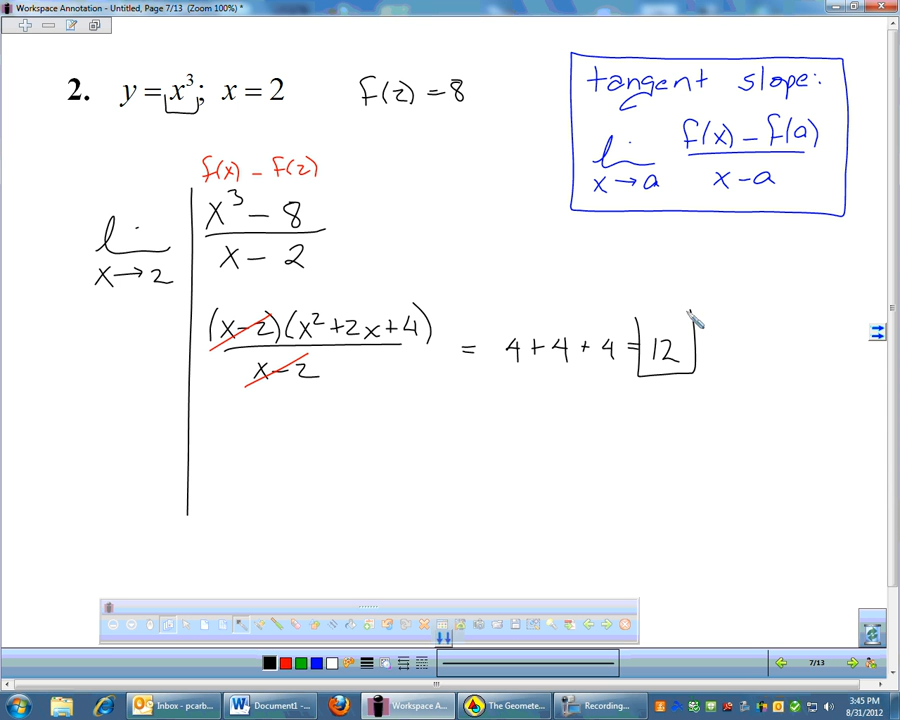 Workspace Annotation - Untitled, Page 7/13 (Zoom 100%) *
2. y = x³; x = 2 f(2) = 8
tangent slope:
lim x→a f(x) – f(a) / x – a
f(x) – f(2)
lim x→2 x³ – 8 / x – 2
(x–2)(x² + 2x + 4) / x–2 = 4 + 4 + 4 = 12
7/13
Inbox - pcarb...
Document1 - ...
Workspace A...
The Geomete...
Recording...
3:45 PM
8/31/2012